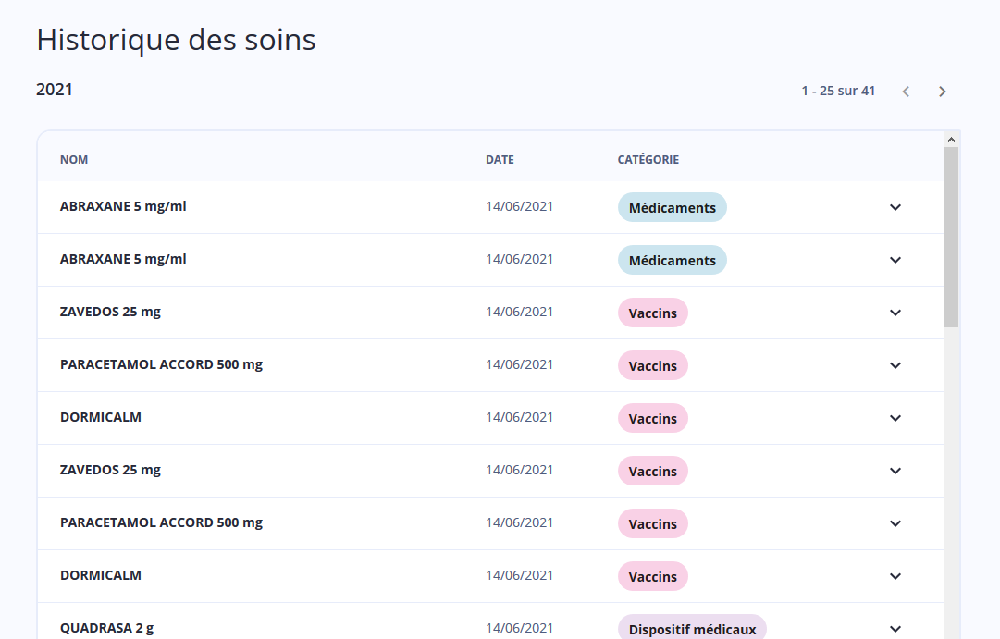 Historique des soins
2021
1 - 25 sur 41
NOM DATE CATÉGORIE
ABRAXANE 5 mg/ml 14/06/2021 Médicaments
ABRAXANE 5 mg/ml 14/06/2021 Médicaments
ZAVEDOS 25 mg 14/06/2021 Vaccins
PARACETAMOL ACCORD 500 mg 14/06/2021 Vaccins
DORMICALM 14/06/2021 Vaccins
ZAVEDOS 25 mg 14/06/2021 Vaccins
PARACETAMOL ACCORD 500 mg 14/06/2021 Vaccins
DORMICALM 14/06/2021 Vaccins
QUADRASA 2 g 14/06/2021 Dispositif médicaux